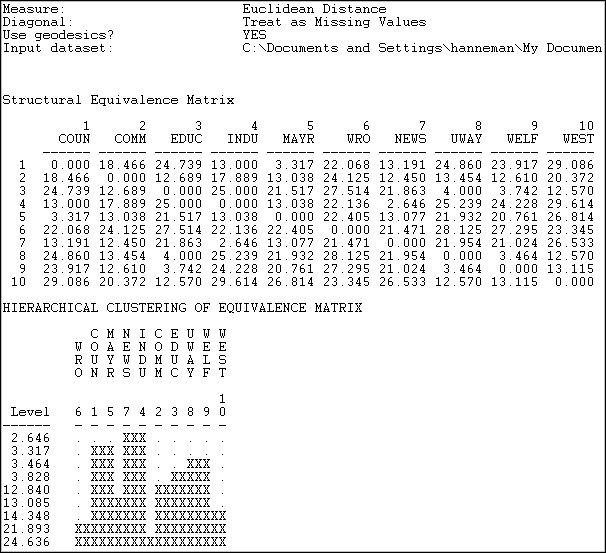 Measure: Euclidean Distance
Diagonal: Treat as Missing Values
Use geodesics? YES
Input dataset: C:\Documents and Settings\hanneman\My Documen
Structural Equivalence Matrix
1 2 3 4 5 6 7 8 9 10
COUN COMM EDUC INDU MAYR WRO NEWS UWAY WELF WEST
------ ------ ------ ------ ------ ------ ------ ------ ------ ------
1 0.000 18.466 24.739 13.000 3.317 22.068 13.191 24.860 23.917 29.086
2 18.466 0.000 12.689 17.889 13.038 24.125 12.450 13.454 12.610 20.372
3 24.739 12.689 0.000 25.000 21.517 27.514 21.863 4.000 3.742 12.570
4 13.000 17.889 25.000 0.000 13.038 22.136 2.646 25.239 24.228 29.614
5 3.317 13.038 21.517 13.038 0.000 22.405 13.077 21.932 20.761 26.814
6 22.068 24.125 27.514 22.136 22.405 0.000 21.471 28.125 27.295 23.345
7 13.191 12.450 21.863 2.646 13.077 21.471 0.000 21.954 21.024 26.533
8 24.860 13.454 4.000 25.239 21.932 28.125 21.954 0.000 3.464 12.570
9 23.917 12.610 3.742 24.228 20.761 27.295 21.024 3.464 0.000 13.115
10 29.086 20.372 12.570 29.614 26.814 23.345 26.533 12.570 13.115 0.000
HIERARCHICAL CLUSTERING OF EQUIVALENCE MATRIX
C M N I C E U W W
W O A E N O D W E E
R U Y W D M U A L S
O N R S U M C Y F T
1
Level 6 1 5 7 4 2 3 8 9 0
------ - - - - - - - - - -
2.646 . . . XXX . . . . .
3.317 . XXX XXX . . . . .
3.464 . XXX XXX . . XXX .
3.828 . XXX XXX . XXXXX .
12.840 . XXX XXX XXXXXXX .
13.085 . XXXXXXX XXXXXXX .
14.348 . XXXXXXX XXXXXXXXX
21.893 XXXXXXXXX XXXXXXXXX
24.636 XXXXXXXXXXXXXXXXXXX